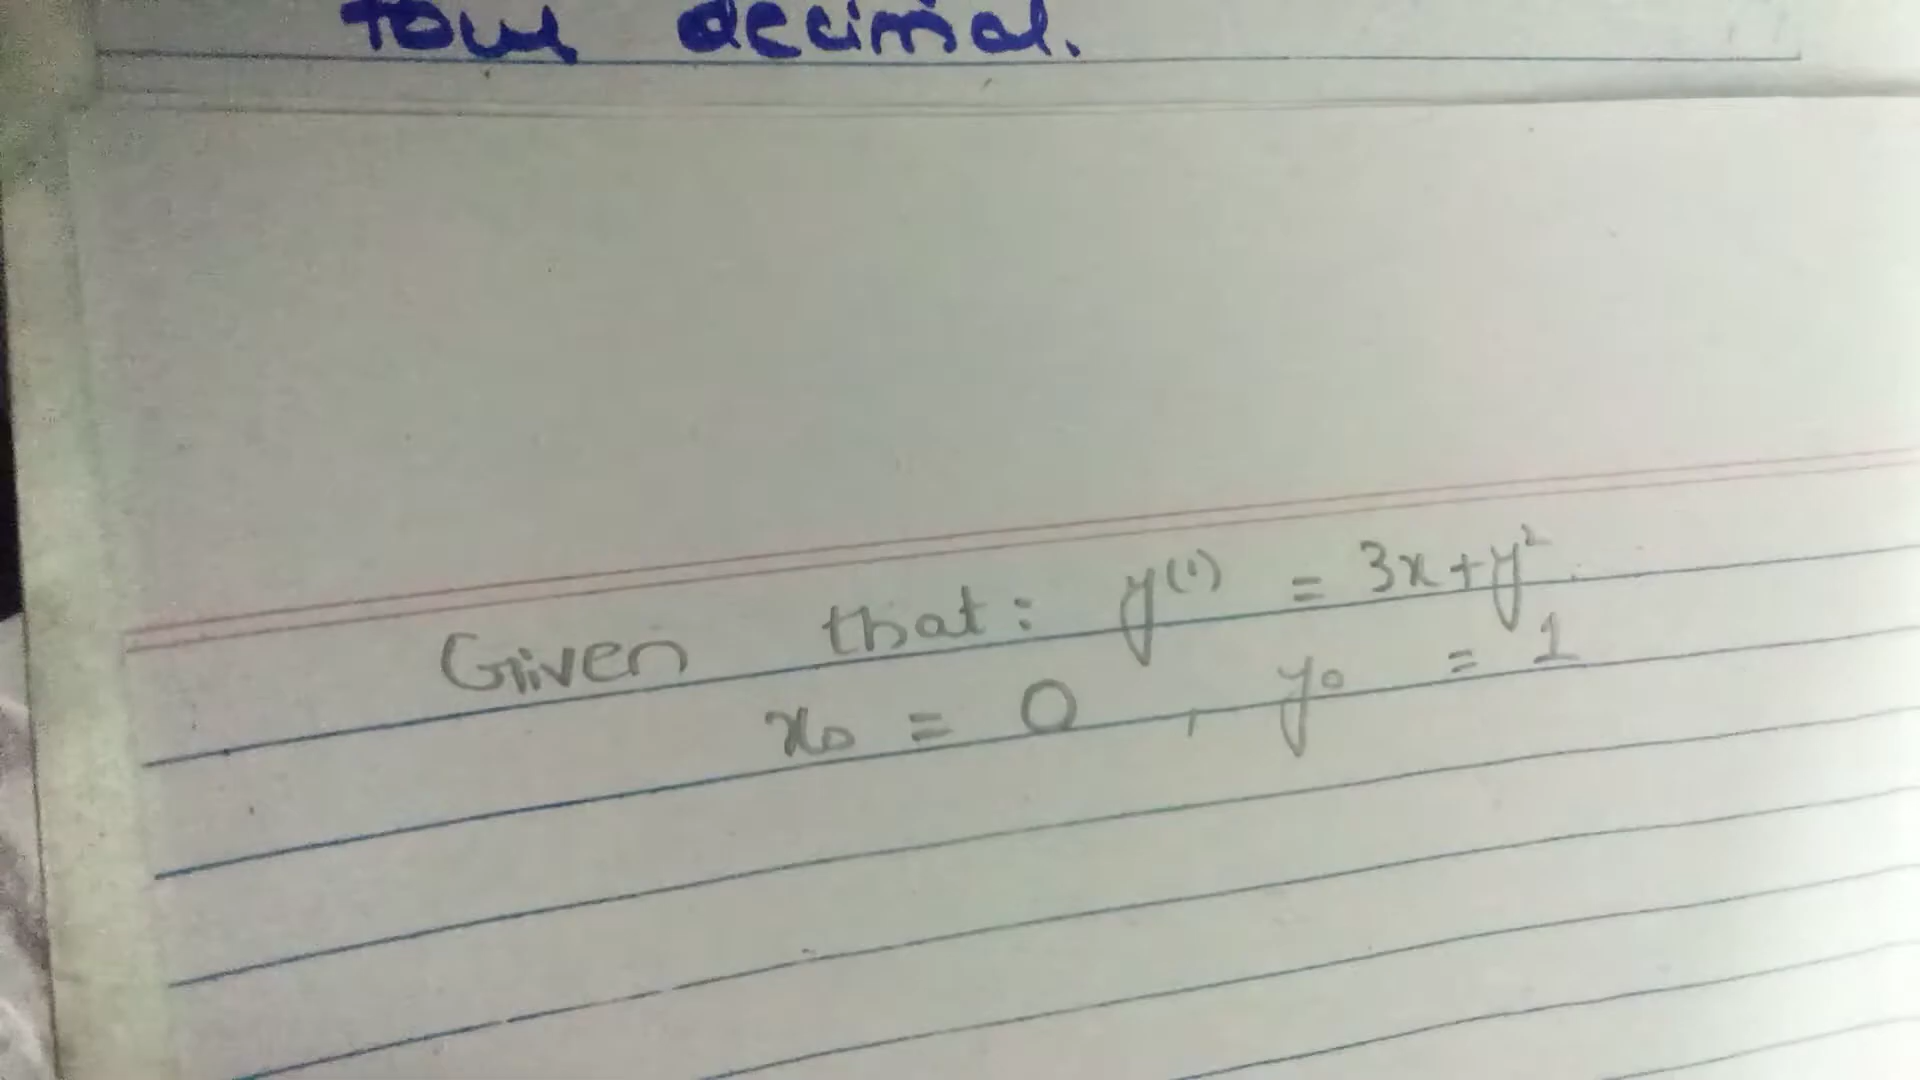 four decimal.
Given that: y⁽¹⁾ = 3x + y²
x₀ = 0 , y₀ = 1